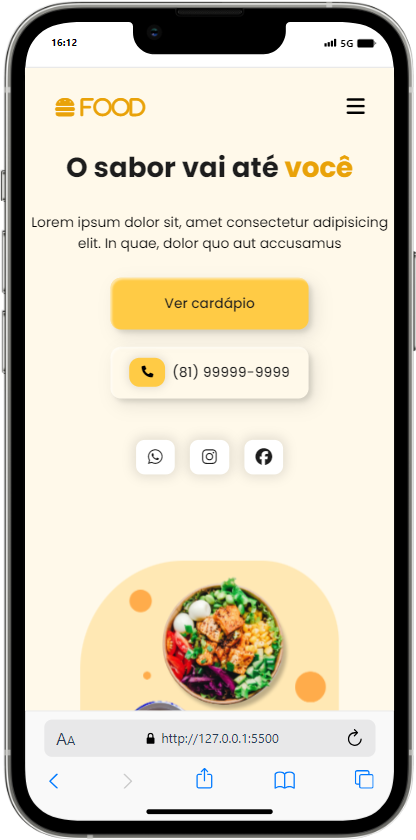 16:12
5G
FOOD
O sabor vai até você
Lorem ipsum dolor sit, amet consectetur adipisicing
elit. In quae, dolor quo aut accusamus
Ver cardápio
(81) 99999-9999
AA
http://127.0.0.1:5500